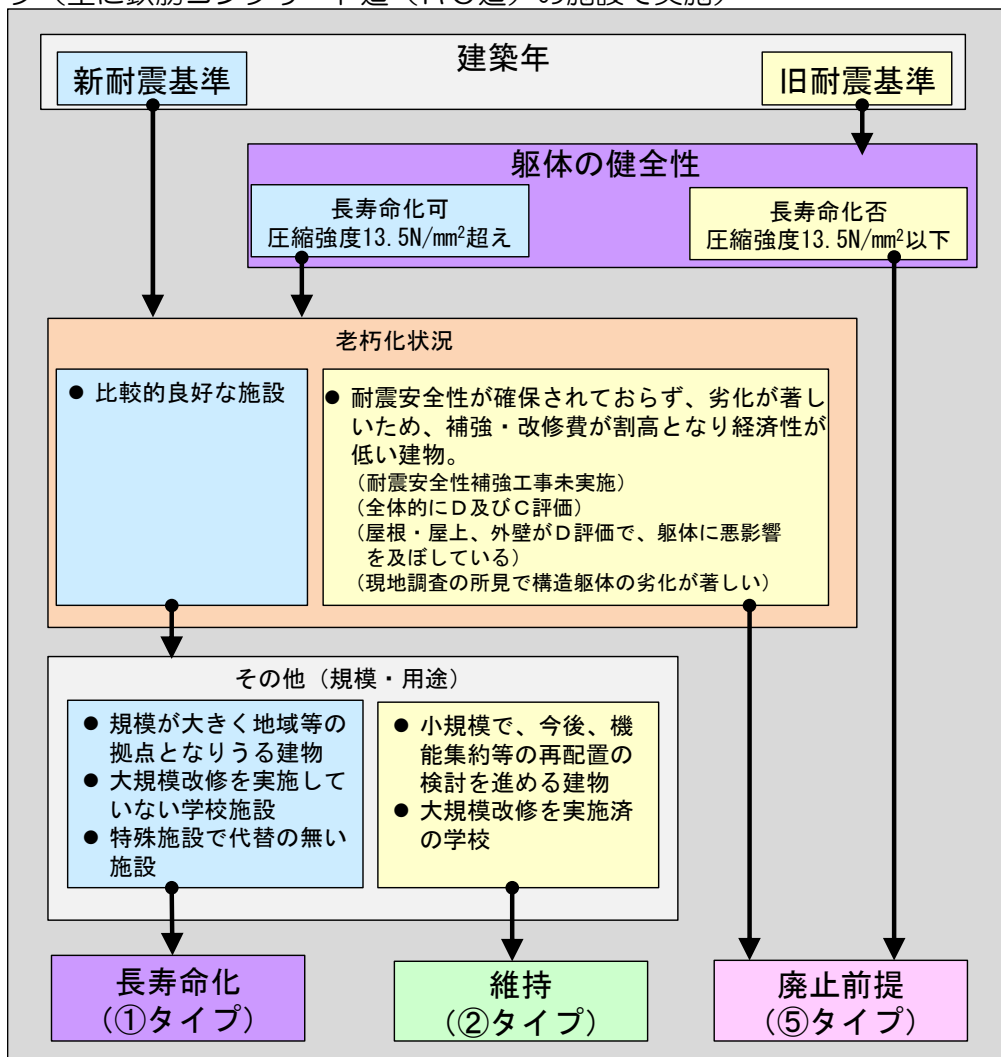 建築年
新耐震基準
旧耐震基準
躯体の健全性
長寿命化可
圧縮強度13.5N/㎜²超え
長寿命化否
圧縮強度13.5N/㎜²以下
老朽化状況
● 比較的良好な施設
● 耐震安全性が確保されておらず、劣化が著し
いため、補強・改修費が割高となり経済性が
低い建物。
（耐震安全性補強工事未実施）
（全体的にＤ及びＣ評価）
（屋根・屋上、外壁がＤ評価で、躯体に悪影響
を及ぼしている）
（現地調査の所見で構造躯体の劣化が著しい）
その他（規模・用途）
● 規模が大きく地域等の
拠点となりうる建物
● 大規模改修を実施して
いない学校施設
● 特殊施設で代替の無い
施設
● 小規模で、今後、機
能集約等の再配置の
検討を進める建物
● 大規模改修を実施済
の学校
長寿命化
（①タイプ）
維持
（②タイプ）
廃止前提
（⑤タイプ）